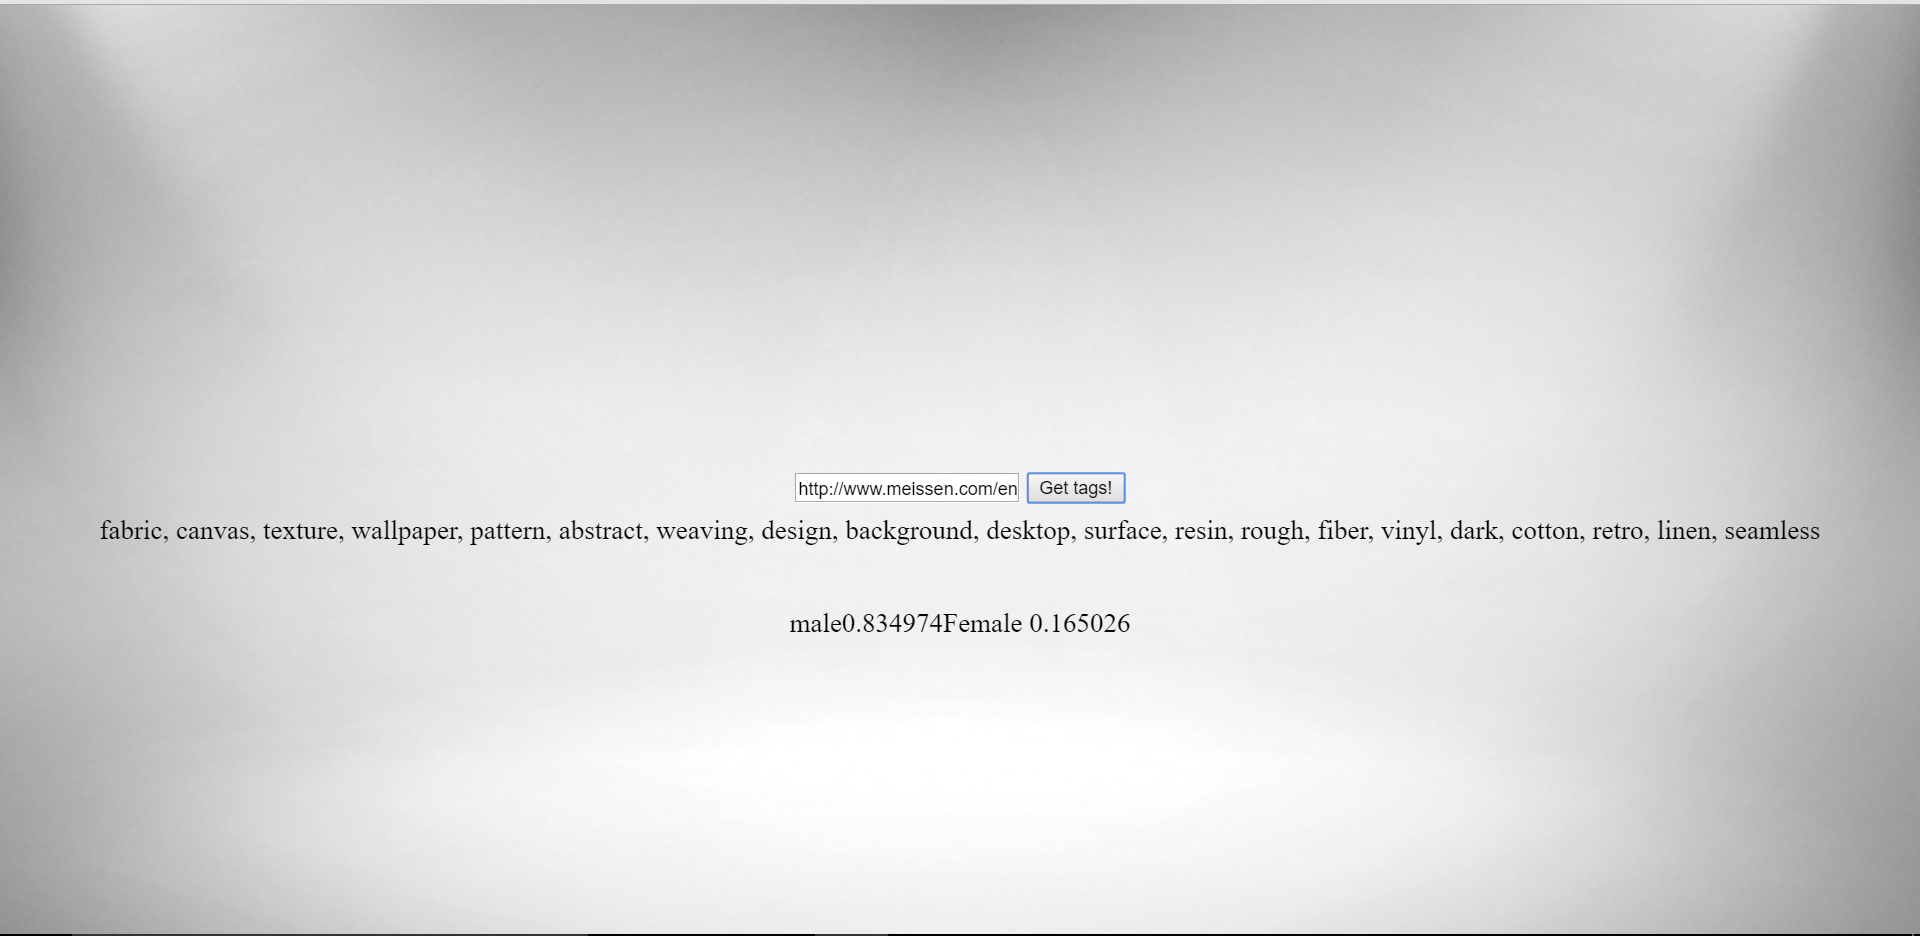 http://www.meissen.com/en Get tags!
fabric, canvas, texture, wallpaper, pattern, abstract, weaving, design, background, desktop, surface, resin, rough, fiber, vinyl, dark, cotton, retro, linen, seamless
male0.834974Female 0.165026